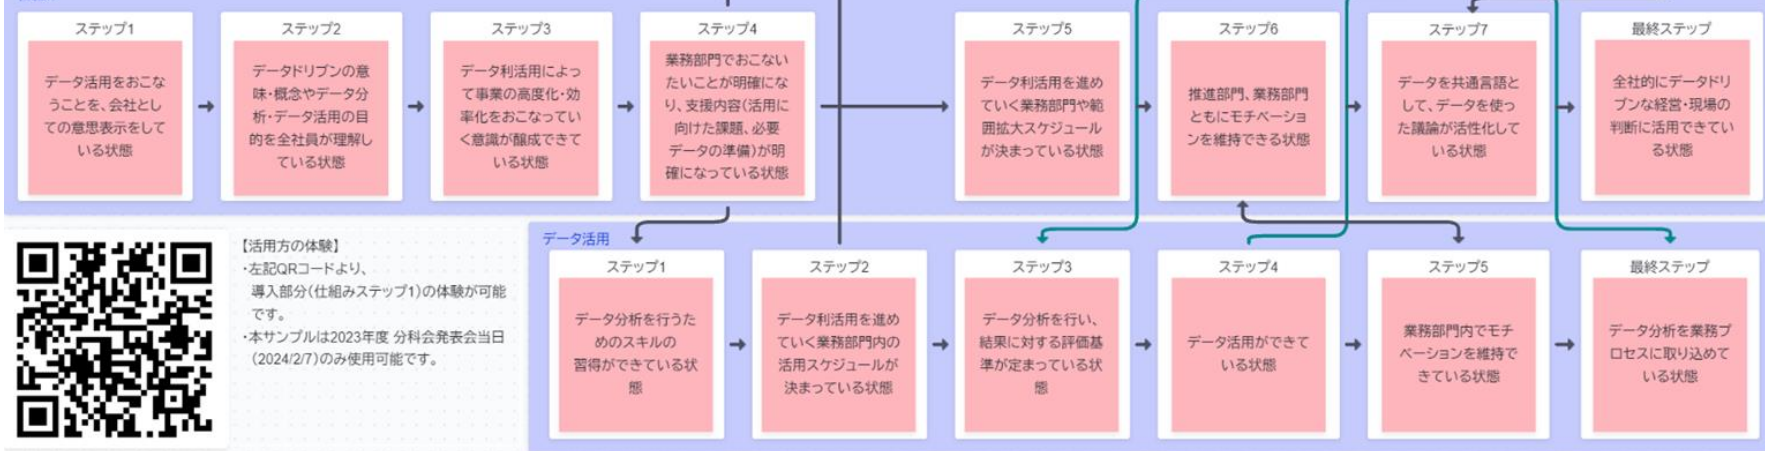 ステップ1
データ活用をおこな
うことを、会社とし
ての意思表示をして
いる状態
ステップ2
データドリブンの意
味・概念やデータ分
析・データ活用の目
的を全社員が理解し
ている状態
ステップ3
データ利活用によっ
て事業の高度化・効
率化をおこなってい
く意識が醸成できて
いる状態
ステップ4
業務部門でおこない
たいことが明確にな
り、支援内容(活用に
向けた課題、必要
データの準備)が明
確になっている状態
ステップ5
データ利活用を進め
ていく業務部門や範
囲拡大スケジュール
が決まっている状態
ステップ6
推進部門、業務部門
ともにモチベーショ
ンを維持できる状態
ステップ7
データを共通言語と
して、データを使っ
た議論が活性化して
いる状態
最終ステップ
全社的にデータドリ
ブンな経営・現場の
判断に活用できてい
る状態
【活用方の体験】
・左記QRコードより、
導入部分(仕組みステップ1)の体験が可能
です。
・本サンプルは2023年度 分科会発表会当日
(2024/2/7)のみ使用可能です。
データ活用
ステップ1
データ分析を行うた
めのスキルの
習得ができている状
態
ステップ2
データ利活用を進め
ていく業務部門内の
活用スケジュールが
決まっている状態
ステップ3
データ分析を行い、
結果に対する評価基
準が定まっている状
態
ステップ4
データ活用ができて
いる状態
ステップ5
業務部門内でモチ
ベーションを維持で
きている状態
最終ステップ
データ分析を業務プ
ロセスに取り込めて
いる状態